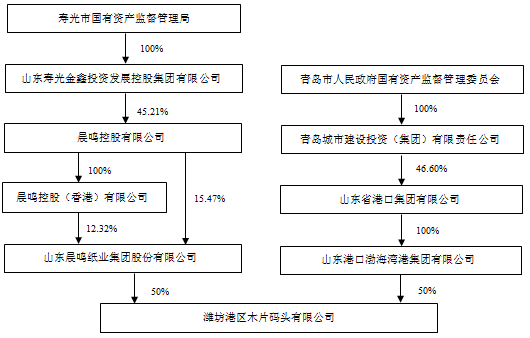 寿光市国有资产监督管理局
100%
山东寿光金鑫投资发展控股集团有限公司
45.21%
晨鸣控股有限公司
100%
晨鸣控股（香港）有限公司
15.47%
12.32%
山东晨鸣纸业集团股份有限公司
50%
青岛市人民政府国有资产监督管理委员会
100%
青岛城市建设投资（集团）有限责任公司
46.60%
山东省港口集团有限公司
100%
山东港口渤海湾港集团有限公司
50%
潍坊港区木片码头有限公司